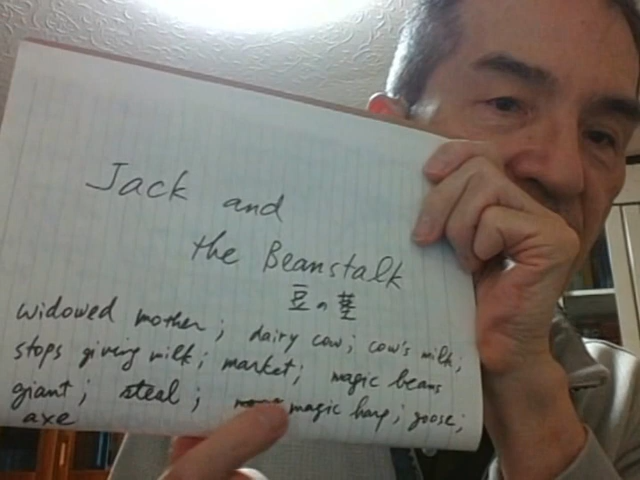 Jack and
the Beanstalk
豆の茎
widowed mother; dairy cow; cow's milk;
stops giving milk; market; magic beans
giant; steal; magic harp; goose;
axe